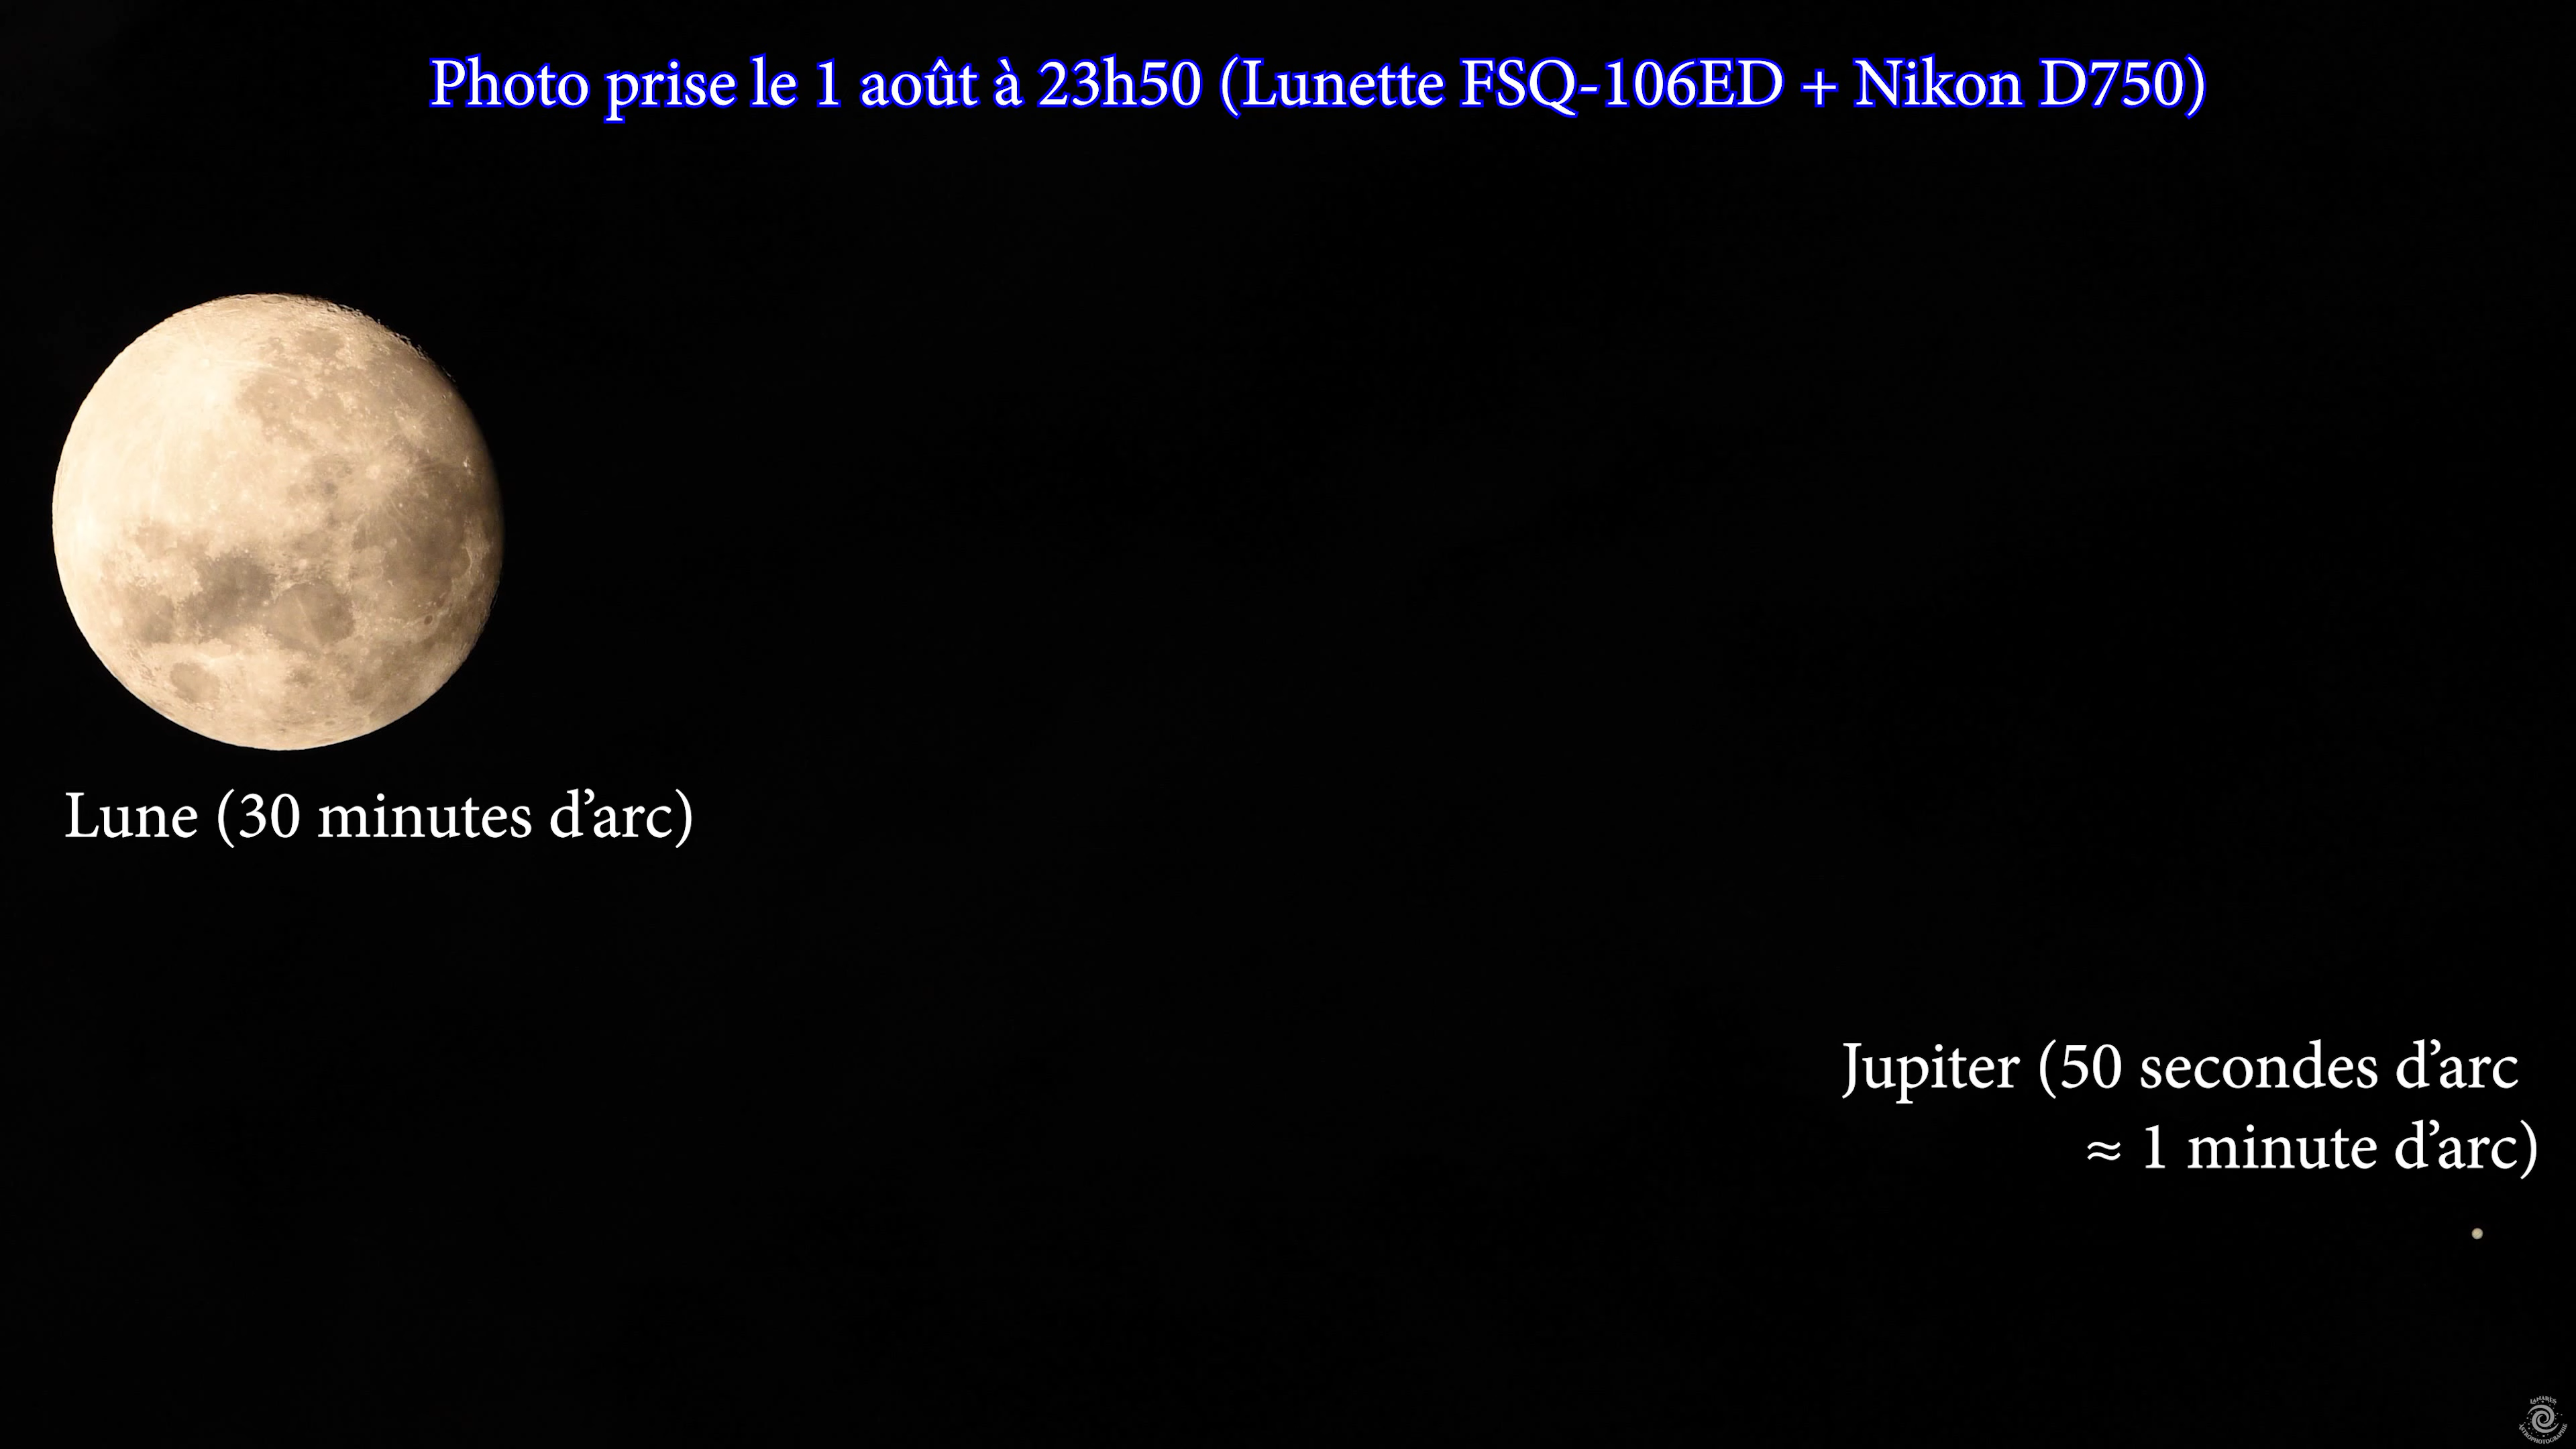 Photo prise le 1 août à 23h50 (Lunette FSQ-106ED + Nikon D750)
Lune (30 minutes d’arc)
Jupiter (50 secondes d’arc
≈ 1 minute d’arc)